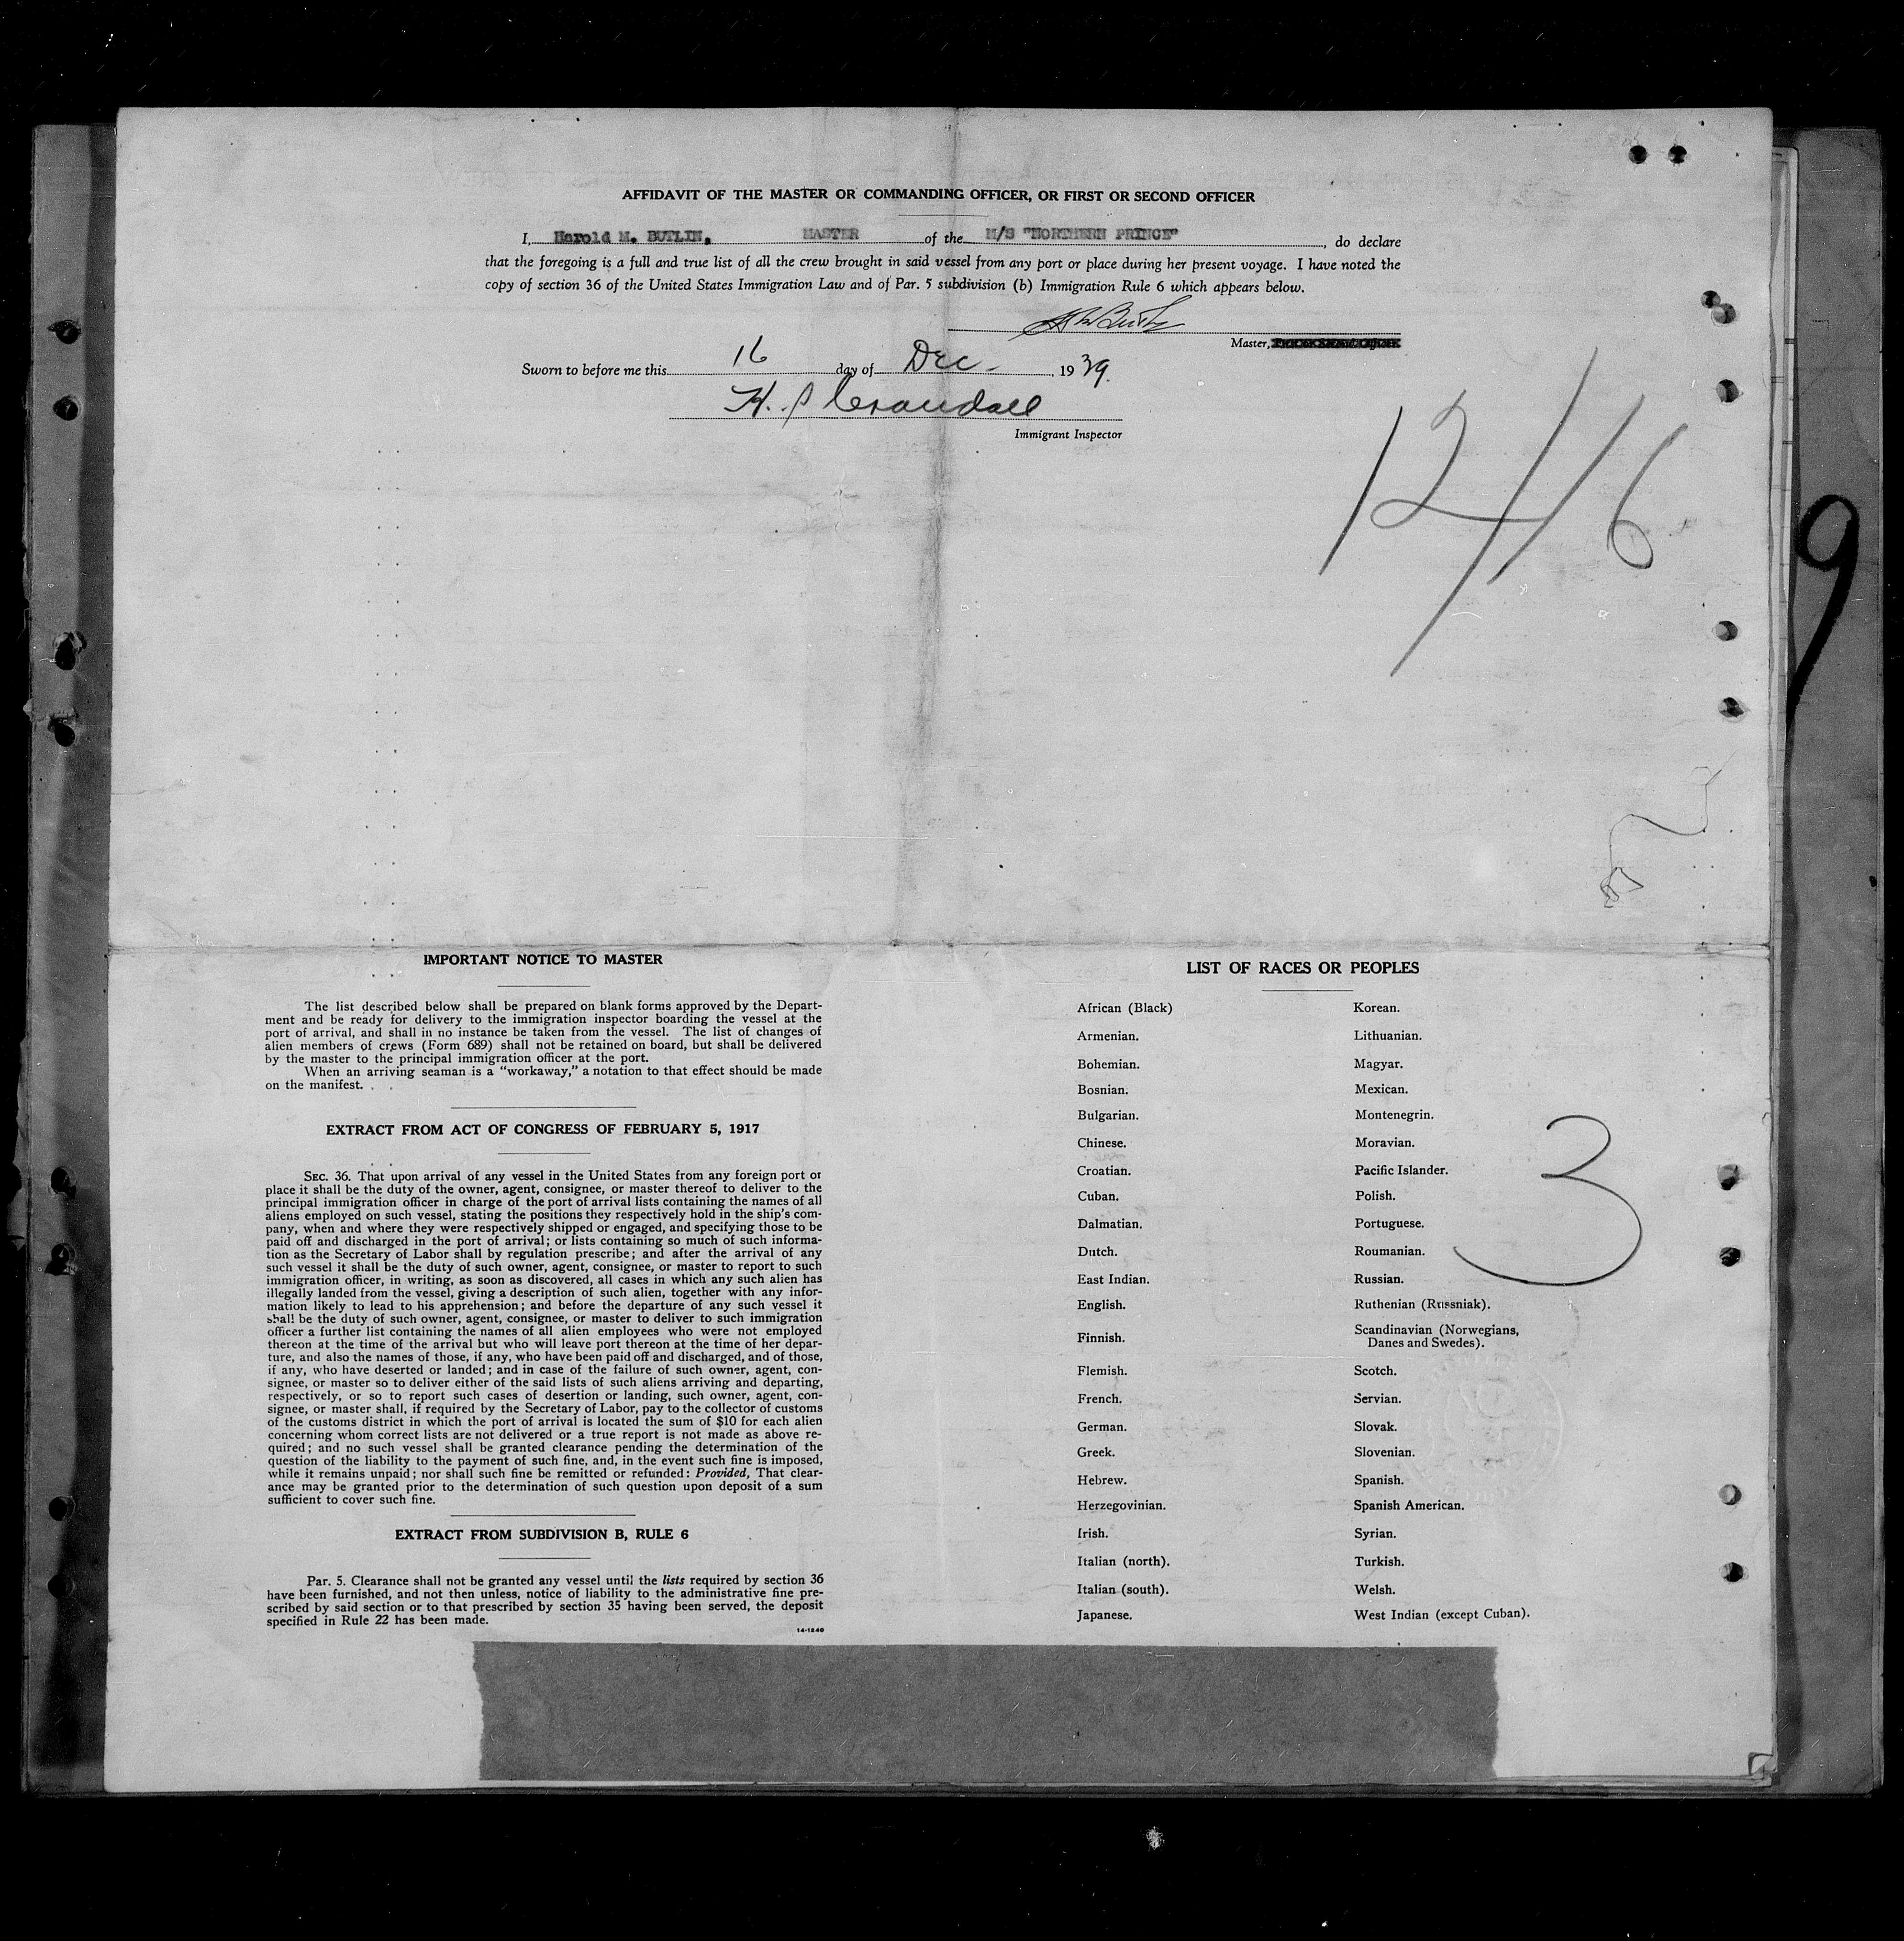 AFFIDAVIT OF THE MASTER OR COMMANDING OFFICER, OR FIRST OR SECOND OFFICER
I, Harold M. BUTLIN, MASTER of the M/S "NORTHERN PRINCE", do declare
that the foregoing is a full and true list of all the crew brought in said vessel from any port or place during her present voyage. I have noted the
copy of section 36 of the United States Immigration Law and of Par. 5 subdivision (b) Immigration Rule 6 which appears below.
Master,
Sworn to before me this 16 day of Dec. , 1939.
H. P Crandall
Immigrant Inspector
12/16
9
IMPORTANT NOTICE TO MASTER
The list described below shall be prepared on blank forms approved by the Depart-
ment and be ready for delivery to the immigration inspector boarding the vessel at the
port of arrival, and shall in no instance be taken from the vessel. The list of changes of
alien members of crews (Form 689) shall not be retained on board, but shall be delivered
by the master to the principal immigration officer at the port.
When an arriving seaman is a "workaway," a notation to that effect should be made
on the manifest.
EXTRACT FROM ACT OF CONGRESS OF FEBRUARY 5, 1917
SEC. 36. That upon arrival of any vessel in the United States from any foreign port or
place it shall be the duty of the owner, agent, consignee, or master thereof to deliver to the
principal immigration officer in charge of the port of arrival lists containing the names of all
aliens employed on such vessel, stating the positions they respectively hold in the ship's com-
pany, when and where they were respectively shipped or engaged, and specifying those to be
paid off and discharged in the port of arrival; or lists containing so much of such informa-
tion as the Secretary of Labor shall by regulation prescribe; and after the arrival of any
such vessel it shall be the duty of such owner, agent, consignee, or master to report to such
immigration officer, in writing, as soon as discovered, all cases in which any such alien has
illegally landed from the vessel, giving a description of such alien, together with any infor-
mation likely to lead to his apprehension; and before the departure of any such vessel it
shall be the duty of such owner, agent, consignee, or master to deliver to such immigration
officer a further list containing the names of all alien employees who were not employed
thereon at the time of the arrival but who will leave port thereon at the time of her depar-
ture, and also the names of those, if any, who have been paid off and discharged, and of those,
if any, who have deserted or landed; and in case of the failure of such owner, agent, con-
signee, or master so to deliver either of the said lists of such aliens arriving and departing,
respectively, or so to report such cases of desertion or landing, such owner, agent, con-
signee, or master shall, if required by the Secretary of Labor, pay to the collector of customs
of the customs district in which the port of arrival is located the sum of $10 for each alien
concerning whom correct lists are not delivered or a true report is not made as above re-
quired; and no such vessel shall be granted clearance pending the determination of the
question of the liability to the payment of such fine, and, in the event such fine is imposed,
while it remains unpaid; nor shall such fine be remitted or refunded: Provided, That clear-
ance may be granted prior to the determination of such question upon deposit of a sum
sufficient to cover such fine.
EXTRACT FROM SUBDIVISION B, RULE 6
Par. 5. Clearance shall not be granted any vessel until the lists required by section 36
have been furnished, and not then unless, notice of liability to the administrative fine pre-
scribed by said section or to that prescribed by section 35 having been served, the deposit
specified in Rule 22 has been made.
14-1240
LIST OF RACES OR PEOPLES
African (Black)
Armenian.
Bohemian.
Bosnian.
Bulgarian.
Chinese.
Croatian.
Cuban.
Dalmatian.
Dutch.
East Indian.
English.
Finnish.
Flemish.
French.
German.
Greek.
Hebrew.
Herzegovinian.
Irish.
Italian (north).
Italian (south).
Japanese.
Korean.
Lithuanian.
Magyar.
Mexican.
Montenegrin.
Moravian.
Pacific Islander.
Polish.
Portuguese.
Roumanian.
Russian.
Ruthenian (Russniak).
Scandinavian (Norwegians,
Danes and Swedes).
Scotch.
Servian.
Slovak.
Slovenian.
Spanish.
Spanish American.
Syrian.
Turkish.
Welsh.
West Indian (except Cuban).
3